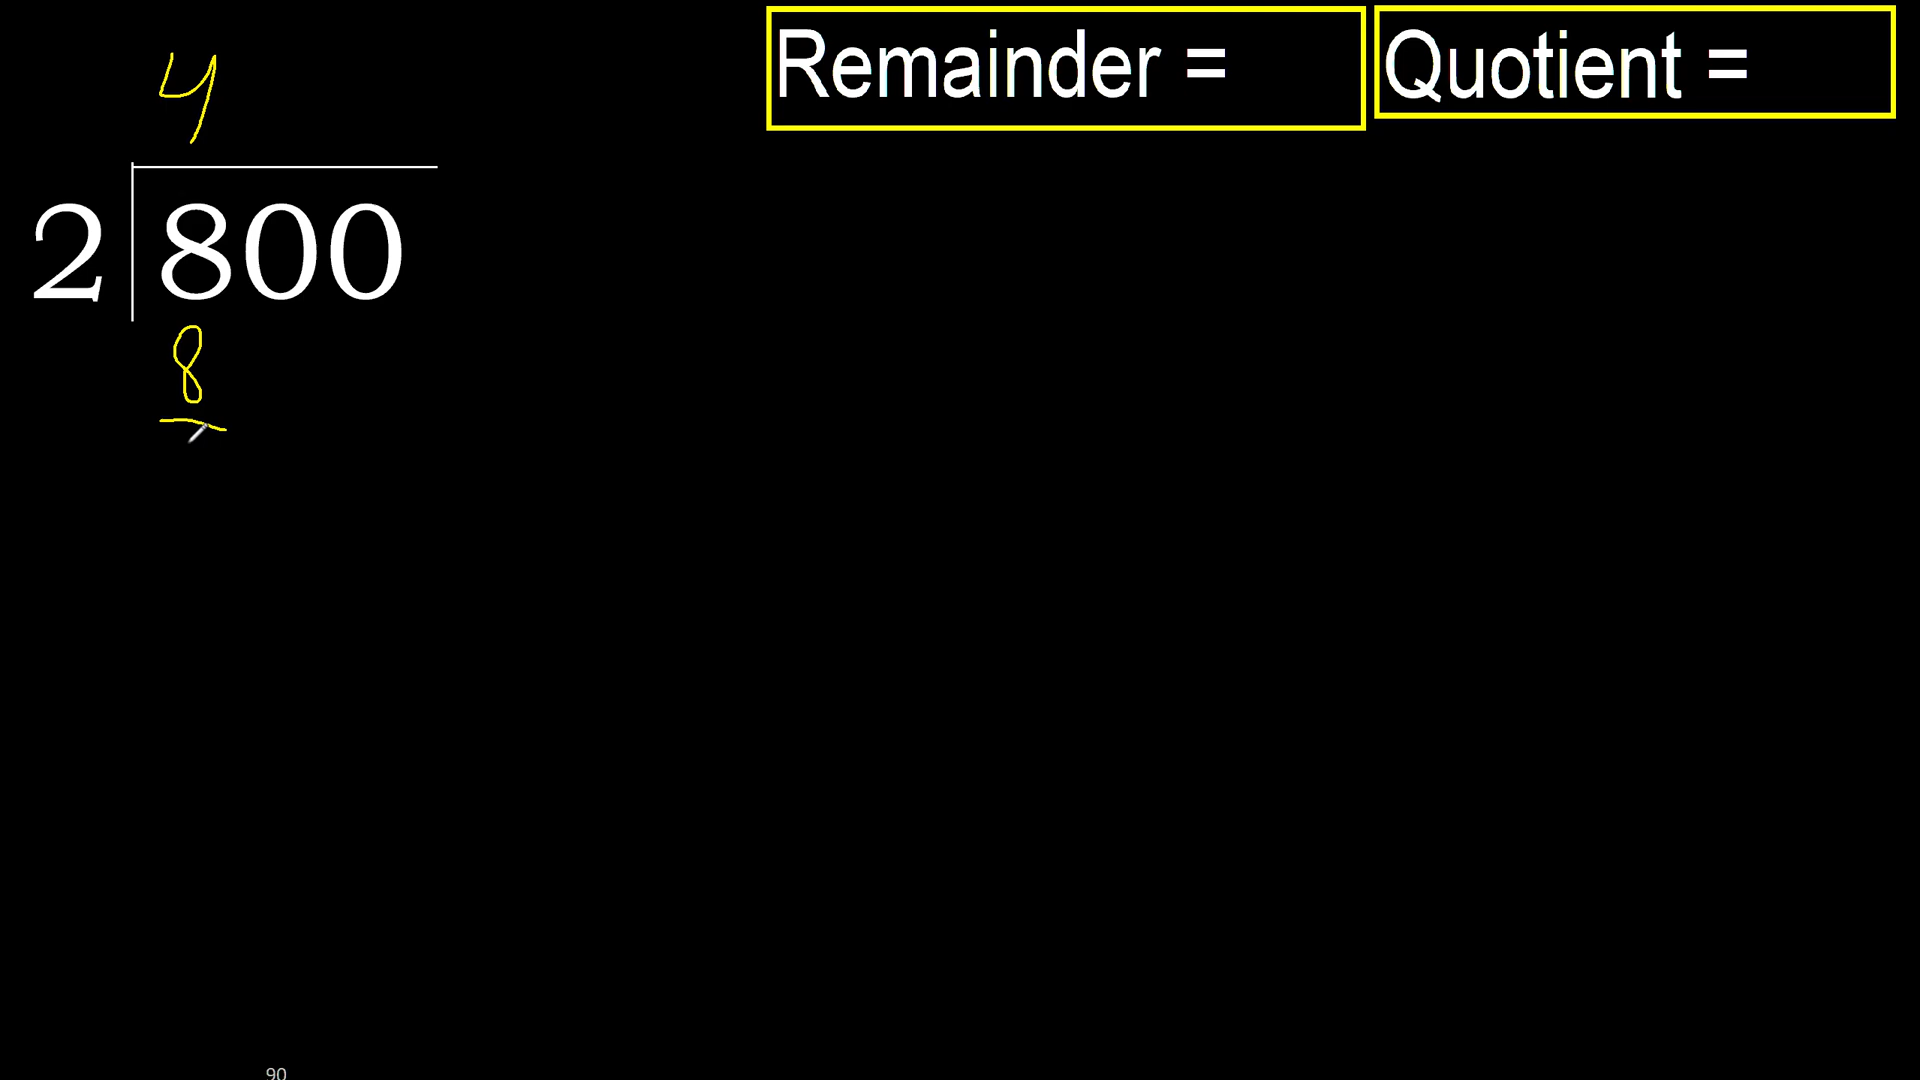 4
Remainder =
Quotient =
2 800
8
90